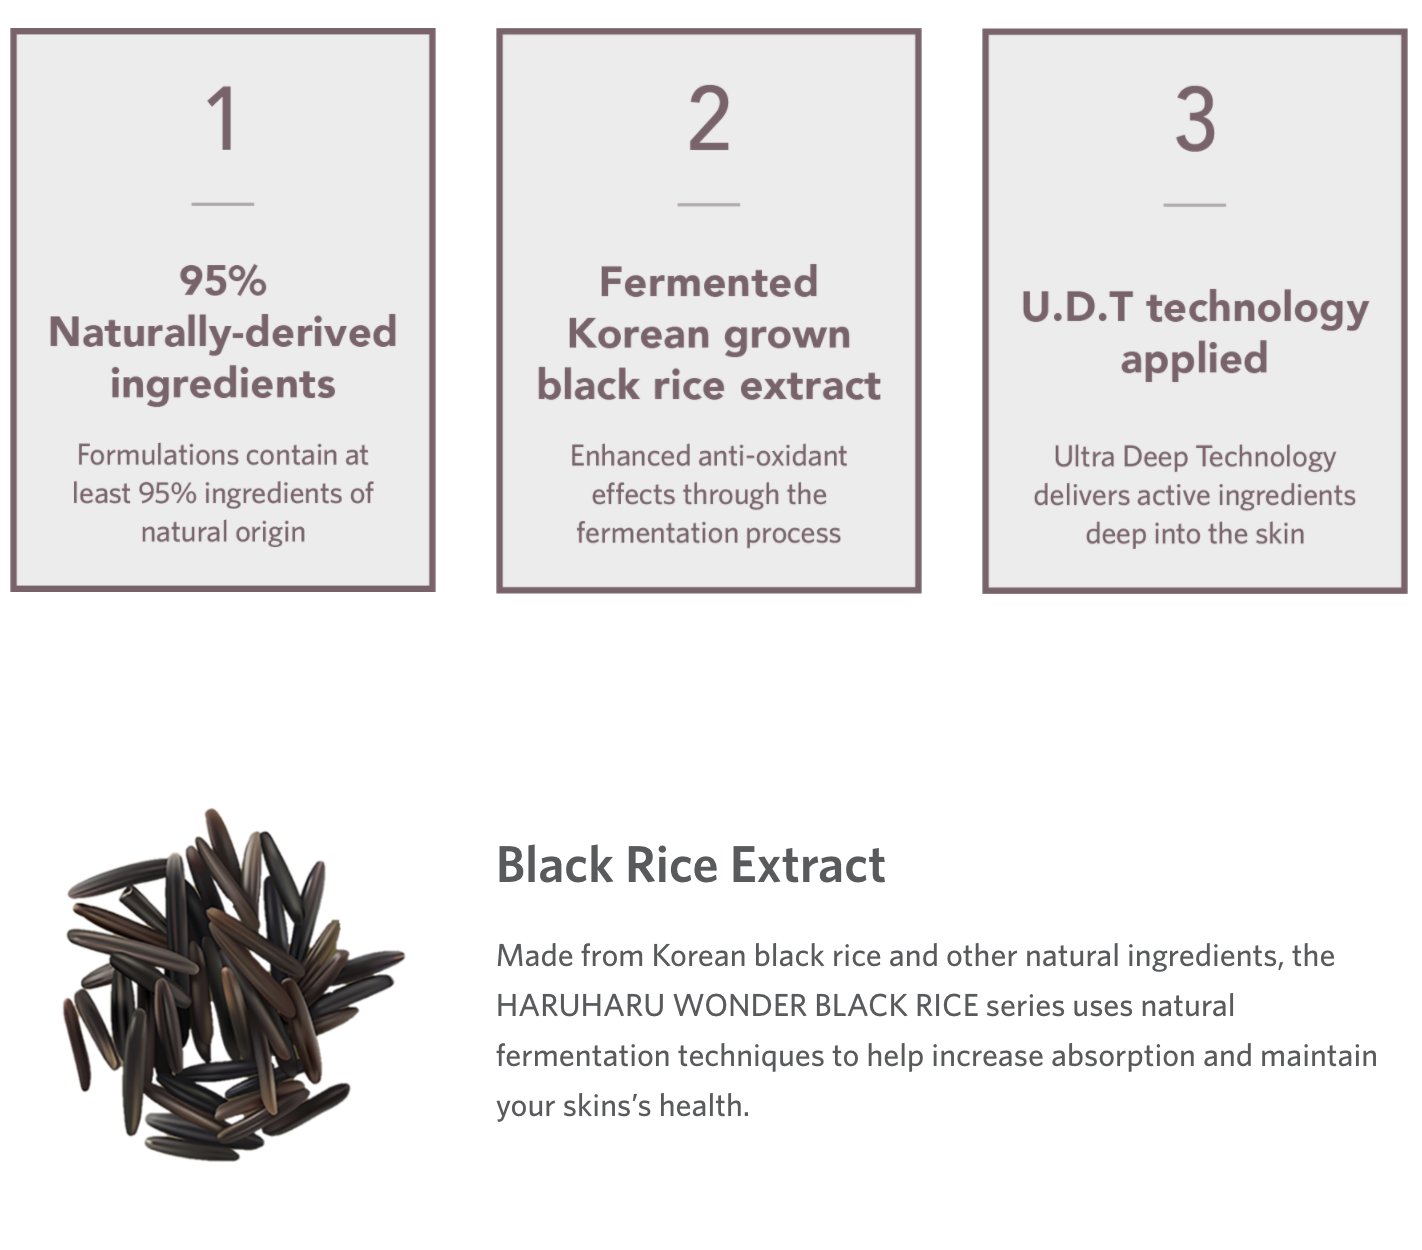 1
95%
Naturally-derived
ingredients
Formulations contain at
least 95% ingredients of
natural origin
2
Fermented
Korean grown
black rice extract
Enhanced anti-oxidant
effects through the
fermentation process
3
U.D.T technology
applied
Ultra Deep Technology
delivers active ingredients
deep into the skin
Black Rice Extract
Made from Korean black rice and other natural ingredients, the
HARUHARU WONDER BLACK RICE series uses natural
fermentation techniques to help increase absorption and maintain
your skins’s health.